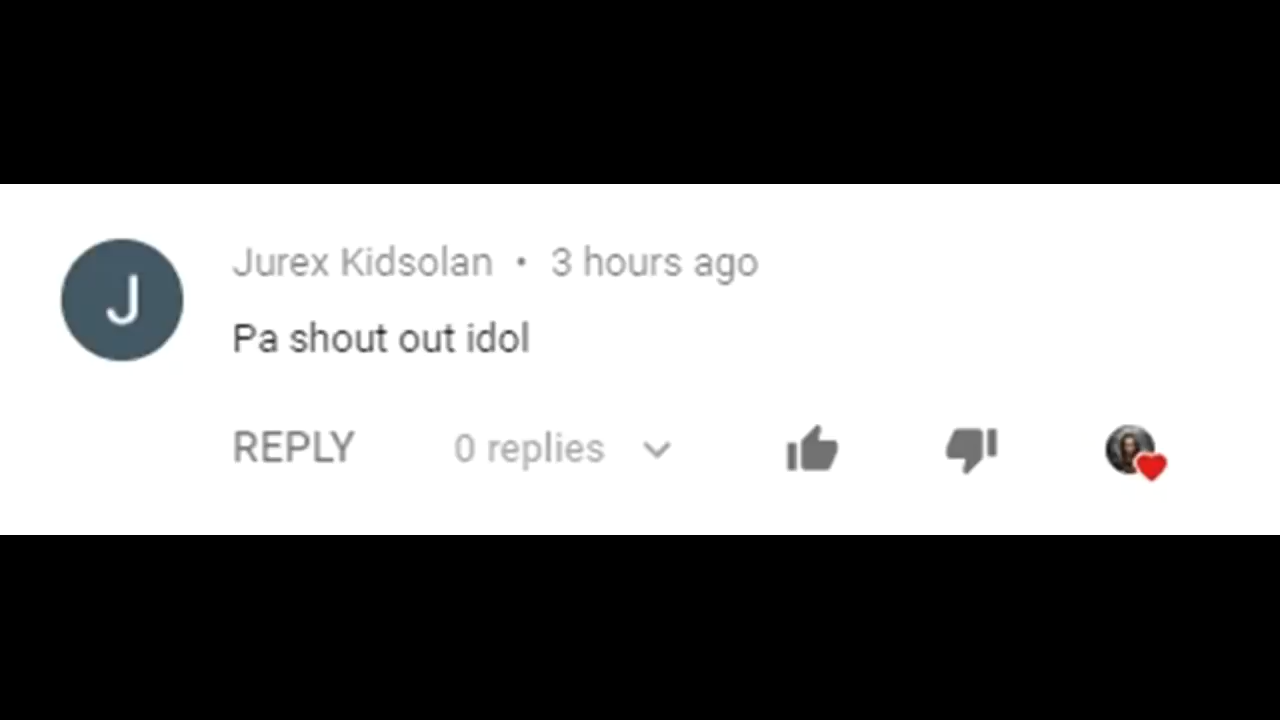 J
Jurex Kidsolan • 3 hours ago
Pa shout out idol
REPLY 0 replies